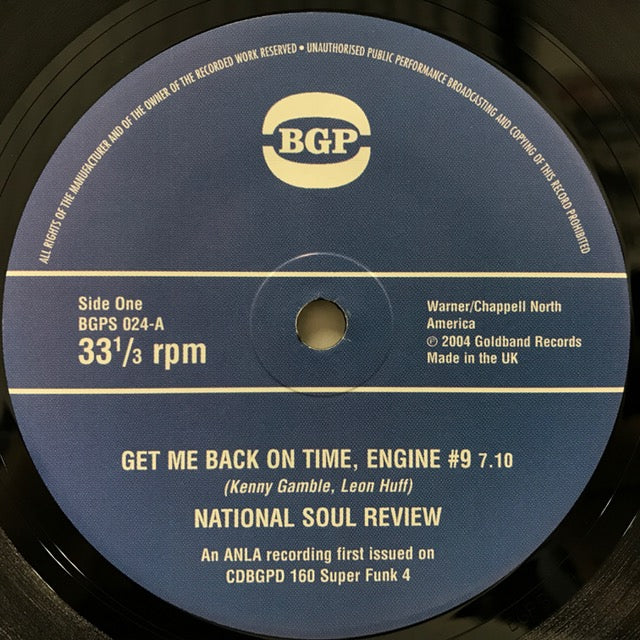 ALL RIGHTS OF THE MANUFACTURER AND OF THE OWNER OF THE RECORDED WORK RESERVED • UNAUTHORISED PUBLIC PERFORMANCE BROADCASTING AND COPYING OF THIS RECORD PROHIBITED
BGP
Side One
BGPS 024-A
33 1/3 rpm
Warner/Chappell North
America
℗ 2004 Goldband Records
Made in the UK
GET ME BACK ON TIME, ENGINE #9 7.10
(Kenny Gamble, Leon Huff)
NATIONAL SOUL REVIEW
An ANLA recording first issued on
CDBGPD 160 Super Funk 4